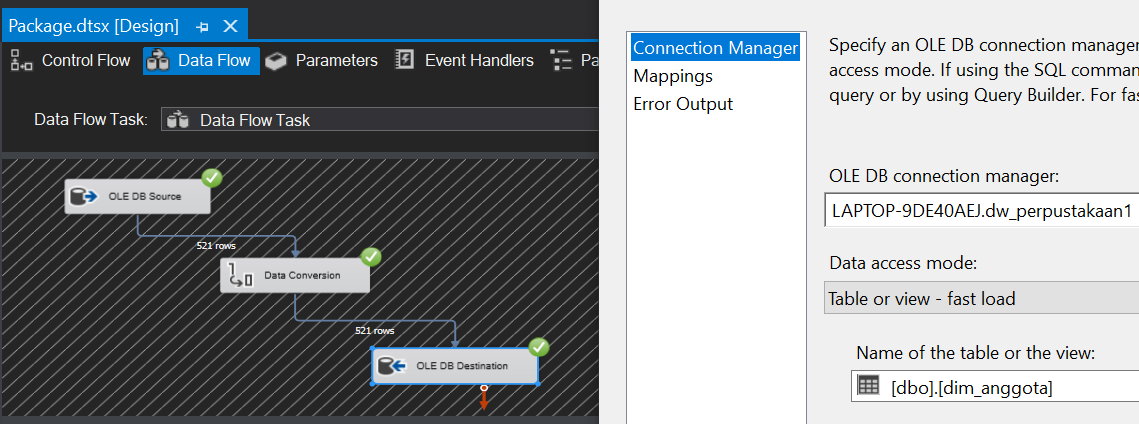 Package.dtsx [Design]
Control Flow
Data Flow
Parameters
Event Handlers
Pa
Data Flow Task:
Data Flow Task
OLE DB Source
521 rows
Data Conversion
521 rows
OLE DB Destination
Connection Manager
Mappings
Error Output
Specify an OLE DB connection manager
access mode. If using the SQL comman
query or by using Query Builder. For fas
OLE DB connection manager:
LAPTOP-9DE40AEJ.dw_perpustakaan1
Data access mode:
Table or view - fast load
Name of the table or the view:
[dbo].[dim_anggota]